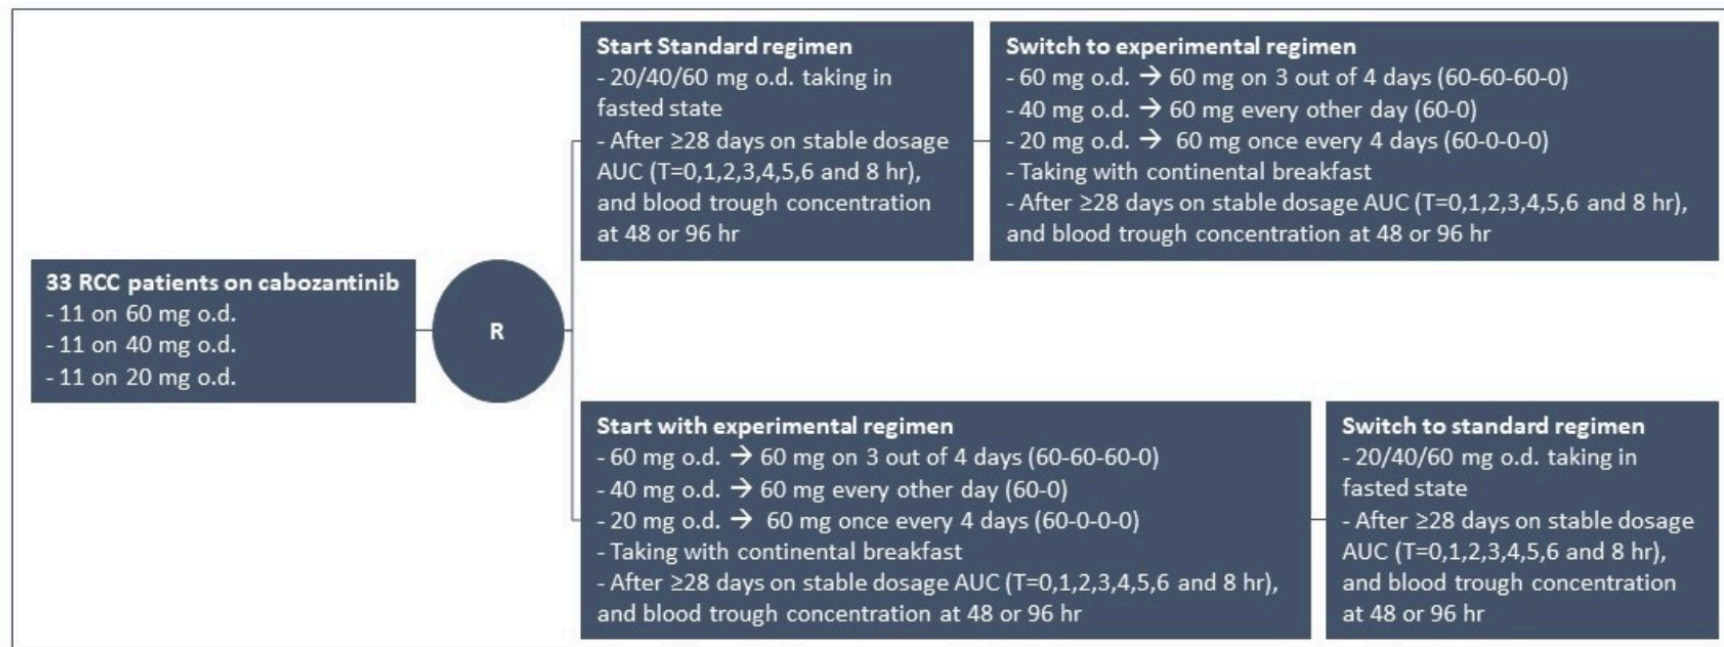 33 RCC patients on cabozantinib
- 11 on 60 mg o.d.
- 11 on 40 mg o.d.
- 11 on 20 mg o.d.
R
Start Standard regimen
- 20/40/60 mg o.d. taking in
fasted state
- After ≥28 days on stable dosage
AUC (T=0,1,2,3,4,5,6 and 8 hr),
and blood trough concentration
at 48 or 96 hr
Switch to experimental regimen
- 60 mg o.d. → 60 mg on 3 out of 4 days (60-60-60-0)
- 40 mg o.d. → 60 mg every other day (60-0)
- 20 mg o.d. → 60 mg once every 4 days (60-0-0-0)
- Taking with continental breakfast
- After ≥28 days on stable dosage AUC (T=0,1,2,3,4,5,6 and 8 hr),
and blood trough concentration at 48 or 96 hr
Start with experimental regimen
- 60 mg o.d. → 60 mg on 3 out of 4 days (60-60-60-0)
- 40 mg o.d. → 60 mg every other day (60-0)
- 20 mg o.d. → 60 mg once every 4 days (60-0-0-0)
- Taking with continental breakfast
- After ≥28 days on stable dosage AUC (T=0,1,2,3,4,5,6 and 8 hr),
and blood trough concentration at 48 or 96 hr
Switch to standard regimen
- 20/40/60 mg o.d. taking in
fasted state
- After ≥28 days on stable dosage
AUC (T=0,1,2,3,4,5,6 and 8 hr),
and blood trough concentration
at 48 or 96 hr